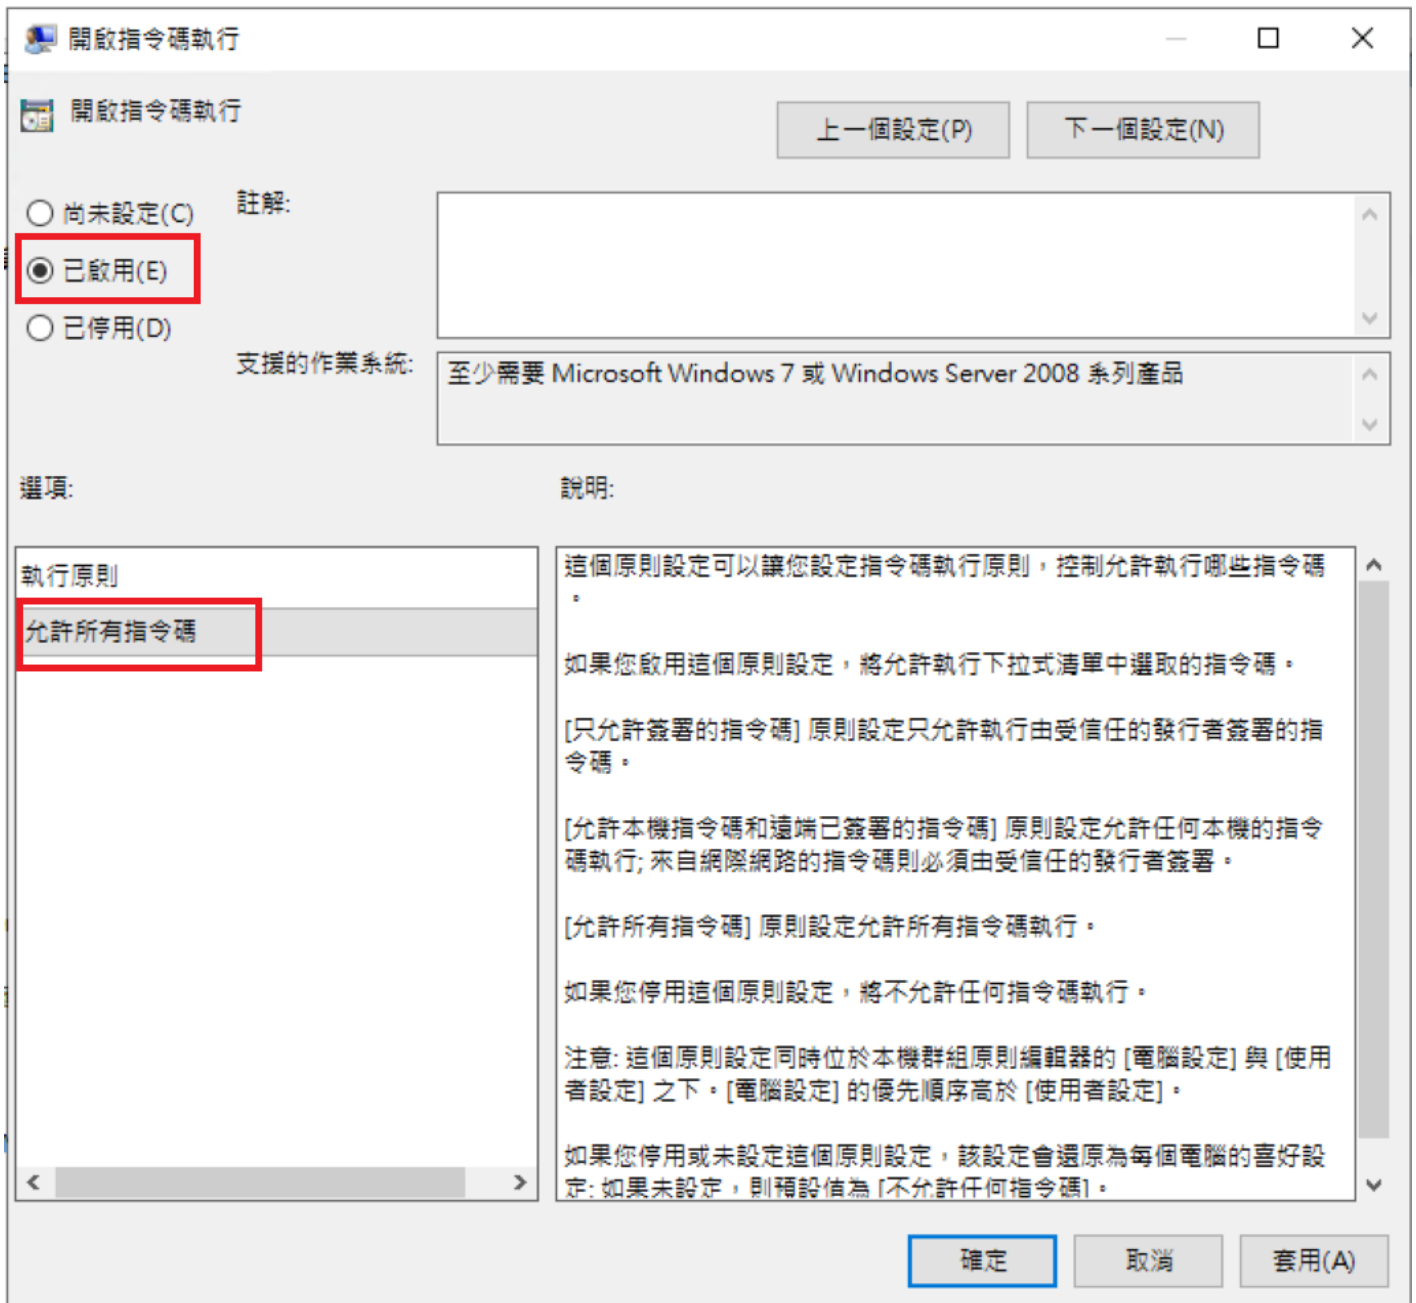 開啟指令碼執行
開啟指令碼執行
上一個設定(P)
下一個設定(N)
尚未設定(C)
註解:
已啟用(E)
已停用(D)
支援的作業系統:
至少需要 Microsoft Windows 7 或 Windows Server 2008 系列產品
選項:
說明:
執行原則
允許所有指令碼
這個原則設定可以讓您設定指令碼執行原則，控制允許執行哪些指令碼
。
如果您啟用這個原則設定，將允許執行下拉式清單中選取的指令碼。
[只允許簽署的指令碼] 原則設定只允許執行由受信任的發行者簽署的指
令碼。
[允許本機指令碼和遠端已簽署的指令碼] 原則設定允許任何本機的指令
碼執行; 來自網際網路的指令碼則必須由受信任的發行者簽署。
[允許所有指令碼] 原則設定允許所有指令碼執行。
如果您停用這個原則設定，將不允許任何指令碼執行。
注意: 這個原則設定同時位於本機群組原則編輯器的 [電腦設定] 與 [使用
者設定] 之下。[電腦設定] 的優先順序高於 [使用者設定]。
如果您停用或未設定這個原則設定，該設定會還原為每個電腦的喜好設
定; 如果未設定，則預設值為 [不允許任何指令碼]。
確定
取消
套用(A)